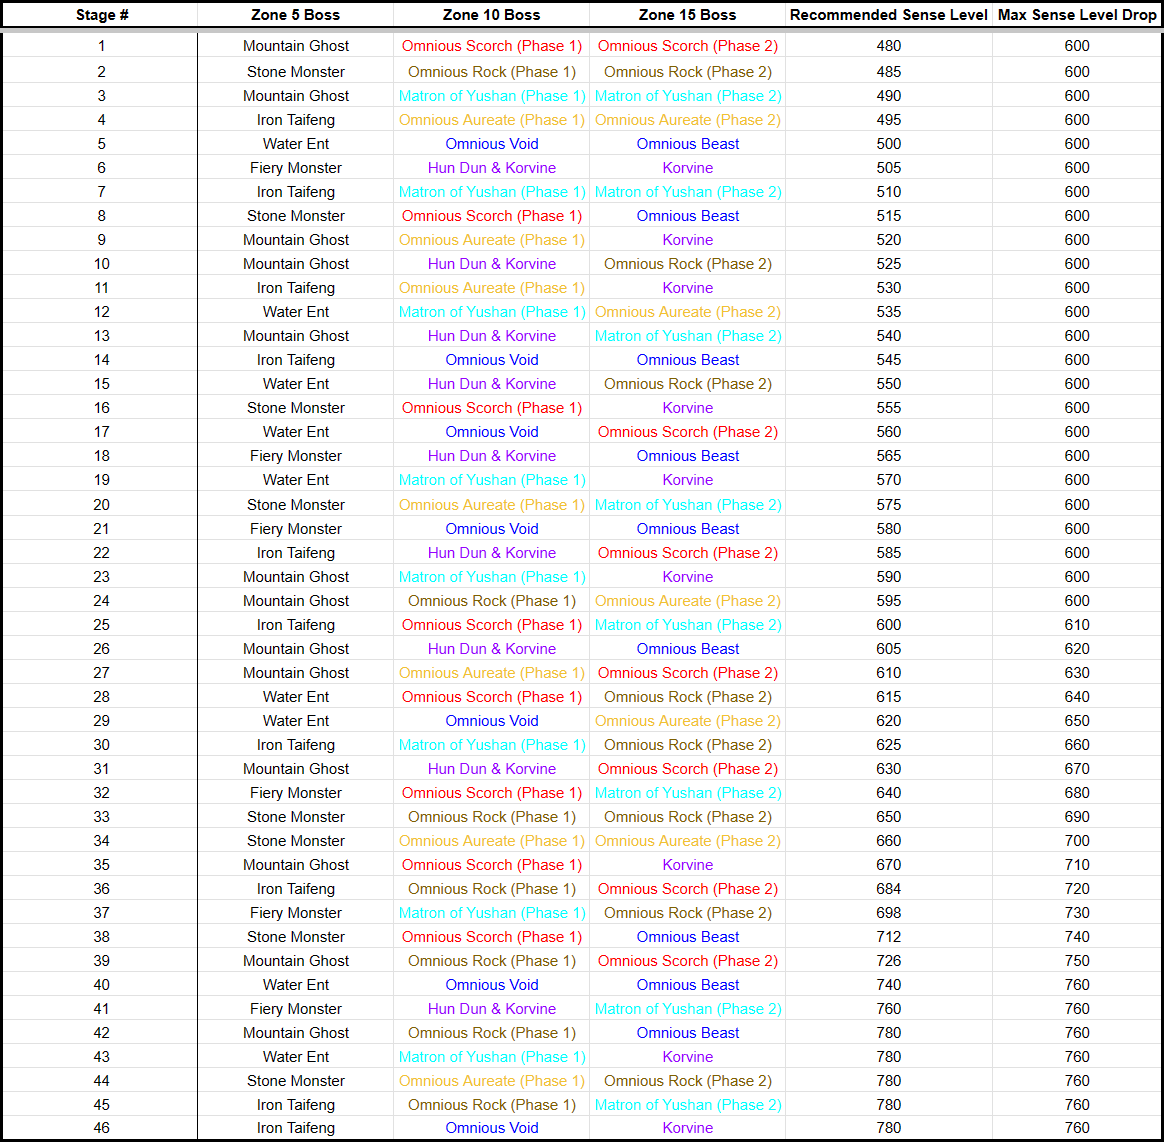 Stage # Zone 5 Boss Zone 10 Boss Zone 15 Boss Recommended Sense Level Max Sense Level Drop
1 Mountain Ghost Omnious Scorch (Phase 1) Omnious Scorch (Phase 2) 480 600
2 Stone Monster Omnious Rock (Phase 1) Omnious Rock (Phase 2) 485 600
3 Mountain Ghost Matron of Yushan (Phase 1) Matron of Yushan (Phase 2) 490 600
4 Iron Taifeng Omnious Aureate (Phase 1) Omnious Aureate (Phase 2) 495 600
5 Water Ent Omnious Void Omnious Beast 500 600
6 Fiery Monster Hun Dun & Korvine Korvine 505 600
7 Iron Taifeng Matron of Yushan (Phase 1) Matron of Yushan (Phase 2) 510 600
8 Stone Monster Omnious Scorch (Phase 1) Omnious Beast 515 600
9 Mountain Ghost Omnious Aureate (Phase 1) Korvine 520 600
10 Mountain Ghost Hun Dun & Korvine Omnious Rock (Phase 2) 525 600
11 Iron Taifeng Omnious Aureate (Phase 1) Korvine 530 600
12 Water Ent Matron of Yushan (Phase 1) Omnious Aureate (Phase 2) 535 600
13 Mountain Ghost Hun Dun & Korvine Matron of Yushan (Phase 2) 540 600
14 Iron Taifeng Omnious Void Omnious Beast 545 600
15 Water Ent Hun Dun & Korvine Omnious Rock (Phase 2) 550 600
16 Stone Monster Omnious Scorch (Phase 1) Korvine 555 600
17 Water Ent Omnious Void Omnious Scorch (Phase 2) 560 600
18 Fiery Monster Hun Dun & Korvine Omnious Beast 565 600
19 Water Ent Matron of Yushan (Phase 1) Korvine 570 600
20 Stone Monster Omnious Aureate (Phase 1) Matron of Yushan (Phase 2) 575 600
21 Fiery Monster Omnious Void Omnious Beast 580 600
22 Iron Taifeng Hun Dun & Korvine Omnious Scorch (Phase 2) 585 600
23 Mountain Ghost Matron of Yushan (Phase 1) Korvine 590 600
24 Mountain Ghost Omnious Rock (Phase 1) Omnious Aureate (Phase 2) 595 600
25 Iron Taifeng Omnious Scorch (Phase 1) Matron of Yushan (Phase 2) 600 610
26 Mountain Ghost Hun Dun & Korvine Omnious Beast 605 620
27 Mountain Ghost Omnious Aureate (Phase 1) Omnious Scorch (Phase 2) 610 630
28 Water Ent Omnious Scorch (Phase 1) Omnious Rock (Phase 2) 615 640
29 Water Ent Omnious Void Omnious Aureate (Phase 2) 620 650
30 Iron Taifeng Matron of Yushan (Phase 1) Omnious Rock (Phase 2) 625 660
31 Mountain Ghost Hun Dun & Korvine Omnious Scorch (Phase 2) 630 670
32 Fiery Monster Omnious Scorch (Phase 1) Matron of Yushan (Phase 2) 640 680
33 Stone Monster Omnious Rock (Phase 1) Omnious Rock (Phase 2) 650 690
34 Stone Monster Omnious Aureate (Phase 1) Omnious Aureate (Phase 2) 660 700
35 Mountain Ghost Omnious Scorch (Phase 1) Korvine 670 710
36 Iron Taifeng Omnious Rock (Phase 1) Omnious Scorch (Phase 2) 684 720
37 Fiery Monster Matron of Yushan (Phase 1) Omnious Rock (Phase 2) 698 730
38 Stone Monster Omnious Scorch (Phase 1) Omnious Beast 712 740
39 Mountain Ghost Omnious Rock (Phase 1) Omnious Scorch (Phase 2) 726 750
40 Water Ent Omnious Void Omnious Beast 740 760
41 Fiery Monster Hun Dun & Korvine Matron of Yushan (Phase 2) 760 760
42 Mountain Ghost Omnious Rock (Phase 1) Omnious Beast 780 760
43 Water Ent Matron of Yushan (Phase 1) Korvine 780 760
44 Stone Monster Omnious Aureate (Phase 1) Omnious Rock (Phase 2) 780 760
45 Iron Taifeng Omnious Rock (Phase 1) Matron of Yushan (Phase 2) 780 760
46 Iron Taifeng Omnious Void Korvine 780 760